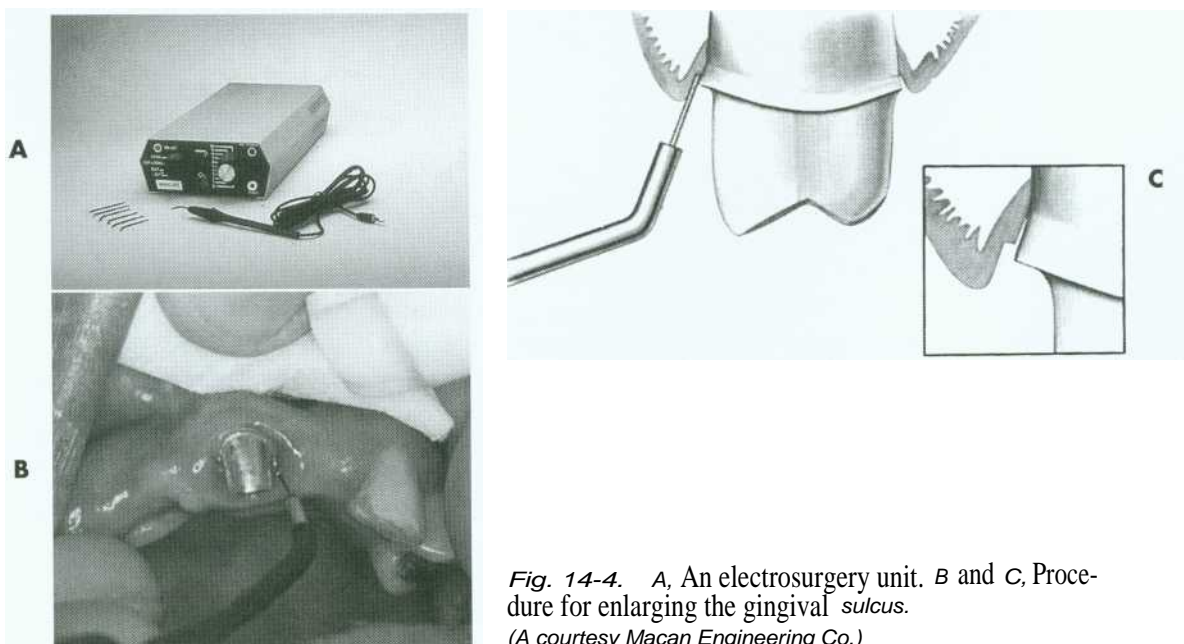 A
B
C
Fig. 14-4. A, An electrosurgery unit. B and C, Proce-
dure for enlarging the gingival sulcus.
(A courtesy Macan Engineering Co.)